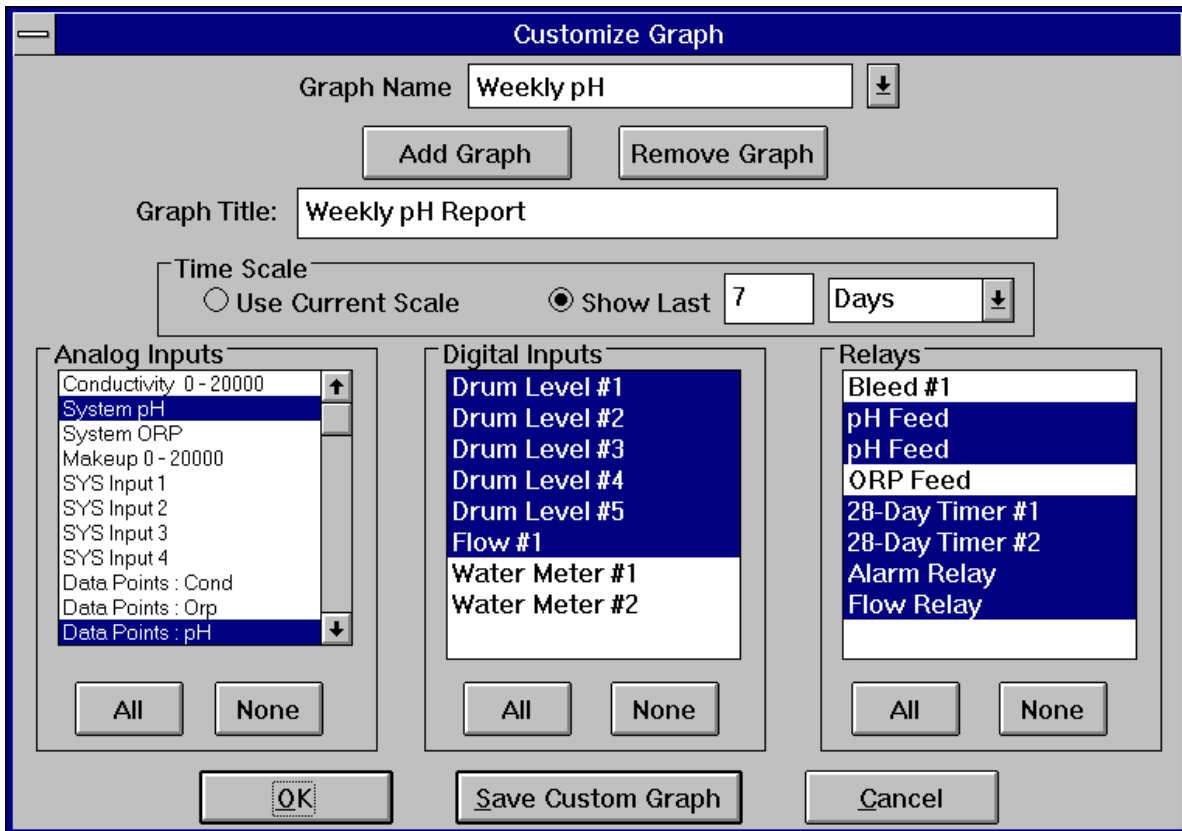 Customize Graph
Graph Name Weekly pH
Add Graph Remove Graph
Graph Title: Weekly pH Report
Time Scale
Use Current Scale Show Last 7 Days
Analog Inputs
Conductivity 0 - 20000
System pH
System ORP
Makeup 0 - 20000
SYS Input 1
SYS Input 2
SYS Input 3
SYS Input 4
Data Points : Cond
Data Points : Orp
Data Points : pH
All None
Digital Inputs
Drum Level #1
Drum Level #2
Drum Level #3
Drum Level #4
Drum Level #5
Flow #1
Water Meter #1
Water Meter #2
All None
Relays
Bleed #1
pH Feed
pH Feed
ORP Feed
28-Day Timer #1
28-Day Timer #2
Alarm Relay
Flow Relay
All None
OK Save Custom Graph Cancel